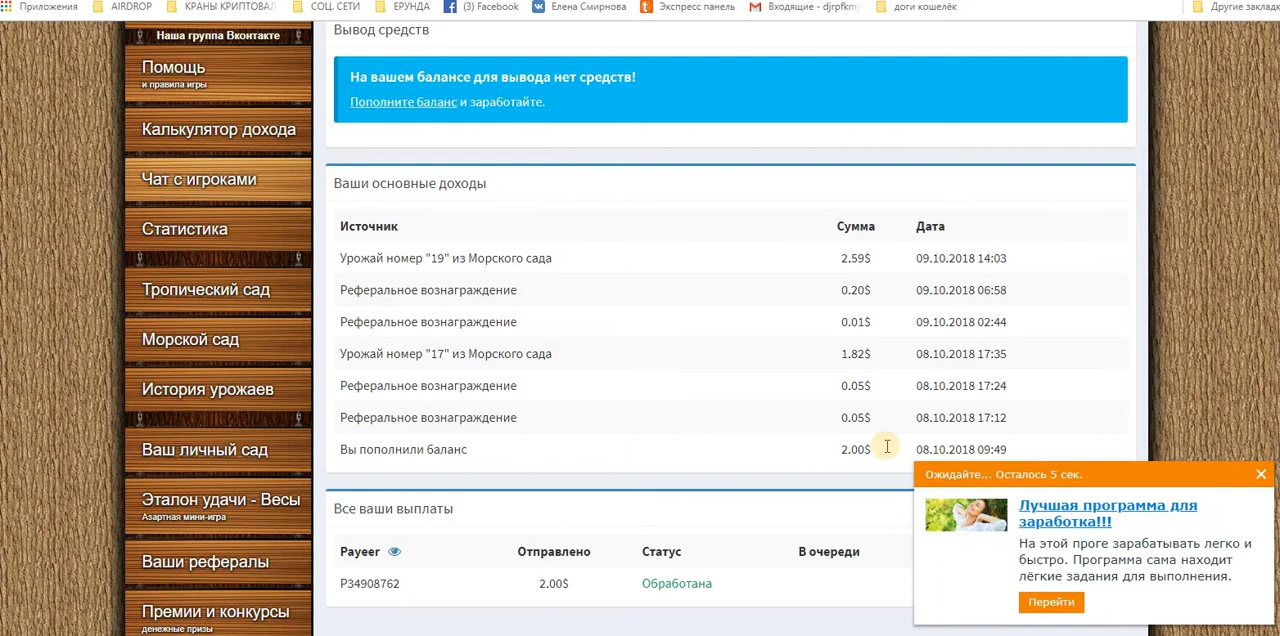 Приложения AIRDROP КРАНЫ КРИПТОВАЛ СОЦ. СЕТИ ЕРУНДА (3) Facebook Елена Смирнова Экспресс панель Входящие - djrpfkm доги кошелёк Другие заклад
Наша группа Вконтакте
Помощь
и правила игры
Калькулятор дохода
Чат с игроками
Статистика
Тропический сад
Морской сад
История урожаев
Ваш личный сад
Эталон удачи - Весы
Азартная мини-игра
Ваши рефералы
Премии и конкурсы
денежные призы
Вывод средств
На вашем балансе для вывода нет средств!
Пополните баланс и заработайте.
Ваши основные доходы
Источник Сумма Дата
Урожай номер "19" из Морского сада 2.59$ 09.10.2018 14:03
Реферальное вознаграждение 0.20$ 09.10.2018 06:58
Реферальное вознаграждение 0.01$ 09.10.2018 02:44
Урожай номер "17" из Морского сада 1.82$ 08.10.2018 17:35
Реферальное вознаграждение 0.05$ 08.10.2018 17:24
Реферальное вознаграждение 0.05$ 08.10.2018 17:12
Вы пополнили баланс 2.00$ 08.10.2018 09:49
Все ваши выплаты
Payeer Отправлено Статус В очереди
P34908762 2.00$ Обработана
Ожидайте... Осталось 5 сек.
Лучшая программа для
заработка!!!
На этой проге зарабатывать легко и
быстро. Программа сама находит
лёгкие задания для выполнения.
Перейти